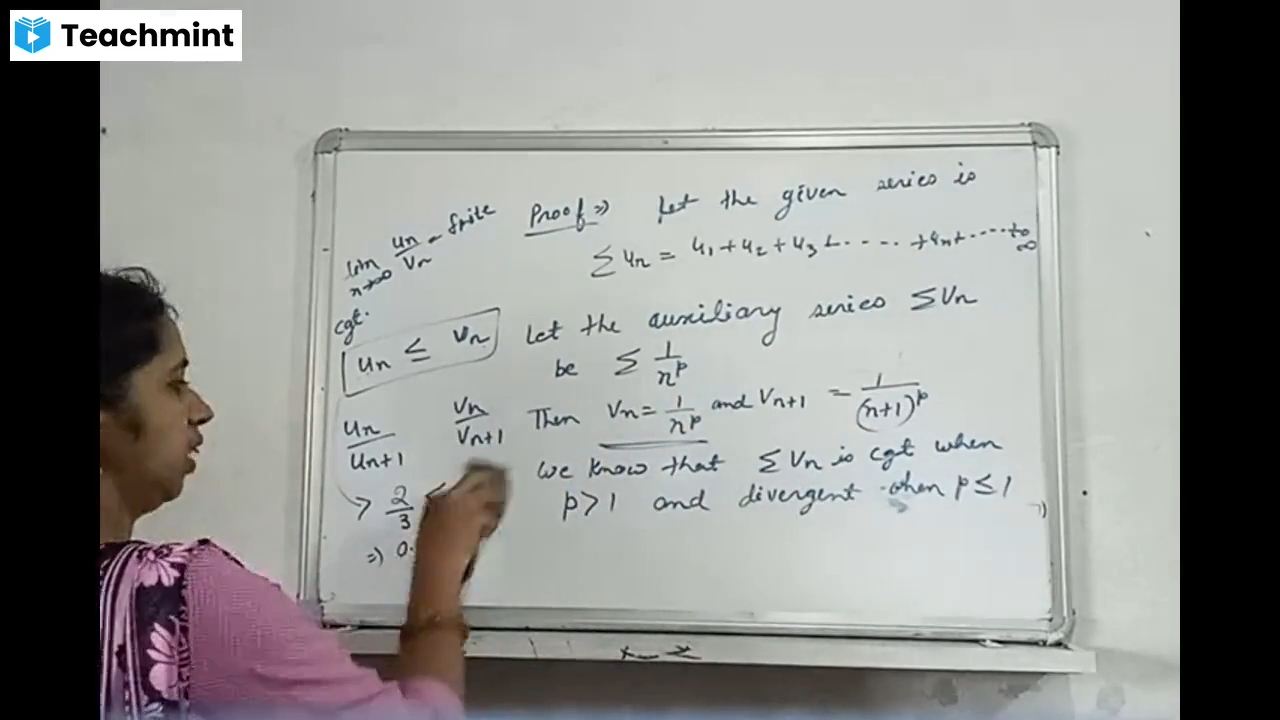 Teachmint
Proof ⇒ Let the given series is
∑ un = u1 + u2 + u3 + ..... + un + ..... to ∞
Let the auxiliary series ∑ Vn
be ∑ 1/n^p
Then Vn = 1/n^p and Vn+1 = 1/(n+1)^p
We know that ∑ Vn is cgt when
p > 1 and divergent when p ≤ 1
lim n→∞ un/Vn = finite
cgt.
un ≤ Vn
un/un+1 Vn/Vn+1
2/3 <
⇒ 0.